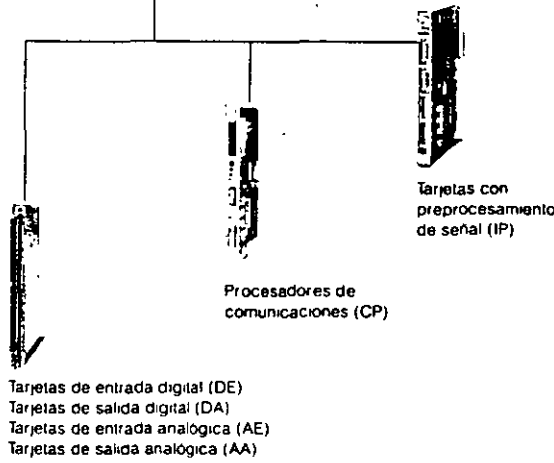 Tarjetas con
preprocesamiento
de señal (IP)
Procesadores de
comunicaciones (CP)
Tarjetas de entrada digital (DE)
Tarjetas de salida digital (DA)
Tarjetas de entrada analógica (AE)
Tarjetas de salida analógica (AA)